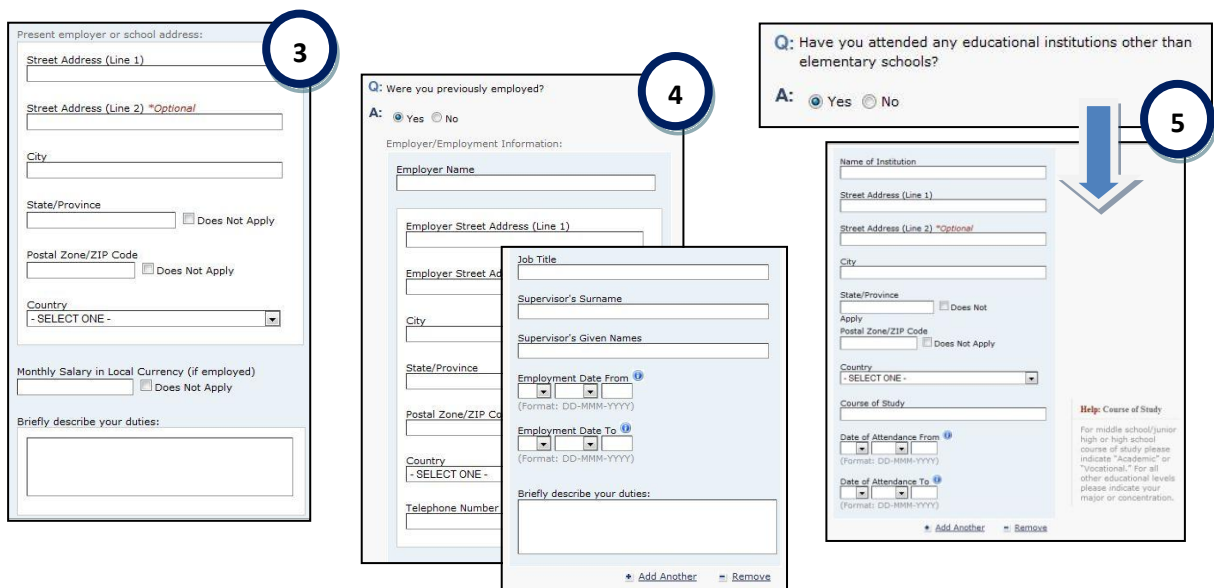 Present employer or school address:
Street Address (Line 1)
Street Address (Line 2) *Optional
City
State/Province
Does Not Apply
Postal Zone/ZIP Code
Does Not Apply
Country
- SELECT ONE -
Monthly Salary in Local Currency (if employed)
Does Not Apply
Briefly describe your duties:
3
Q: Were you previously employed?
A: Yes No
Employer/Employment Information:
Employer Name
Employer Street Address (Line 1)
Employer Street Ad
City
State/Province
Postal Zone/ZIP Co
Country
- SELECT ONE -
Telephone Number
4
Job Title
Supervisor's Surname
Supervisor's Given Names
Employment Date From
(Format: DD-MMM-YYYY)
Employment Date To
(Format: DD-MMM-YYYY)
Briefly describe your duties:
Add Another Remove
Q: Have you attended any educational institutions other than
elementary schools?
A: Yes No
5
Name of Institution
Street Address (Line 1)
Street Address (Line 2) *Optional
City
State/Province
Does Not
Apply
Postal Zone/ZIP Code
Does Not Apply
Country
- SELECT ONE -
Course of Study
Date of Attendance From
(Format: DD-MMM-YYYY)
Date of Attendance To
(Format: DD-MMM-YYYY)
Add Another Remove
Help: Course of Study
For middle school/junior
high or high school
course of study please
indicate "Academic" or
"Vocational." For all
other educational levels
please indicate your
major or concentration.